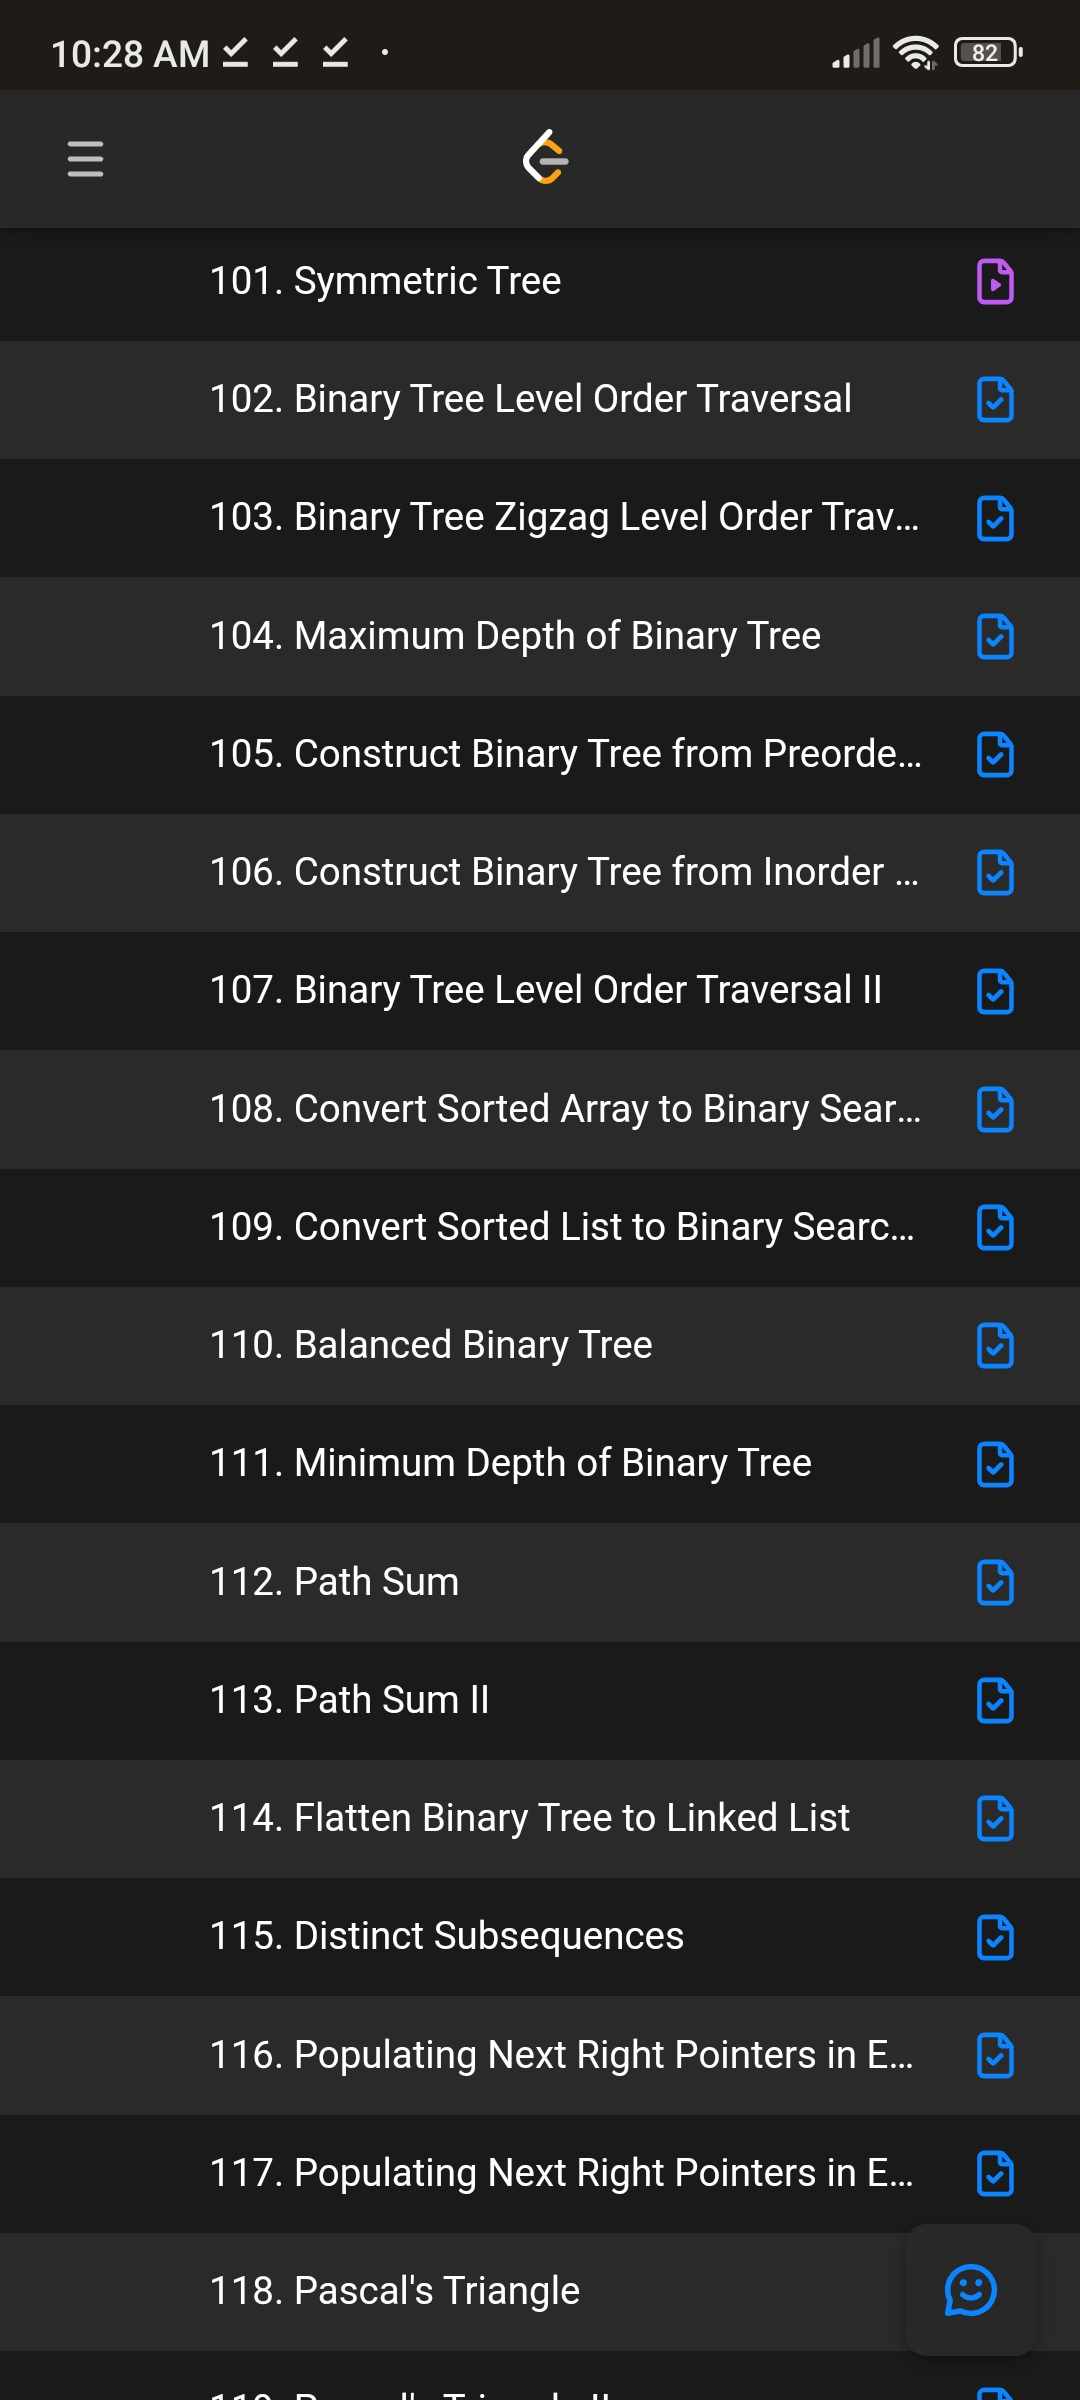 10:28 AM
82
101. Symmetric Tree
102. Binary Tree Level Order Traversal
103. Binary Tree Zigzag Level Order Trav...
104. Maximum Depth of Binary Tree
105. Construct Binary Tree from Preorde...
106. Construct Binary Tree from Inorder ...
107. Binary Tree Level Order Traversal II
108. Convert Sorted Array to Binary Sear...
109. Convert Sorted List to Binary Searc...
110. Balanced Binary Tree
111. Minimum Depth of Binary Tree
112. Path Sum
113. Path Sum II
114. Flatten Binary Tree to Linked List
115. Distinct Subsequences
116. Populating Next Right Pointers in E...
117. Populating Next Right Pointers in E...
118. Pascal's Triangle
119. Pascal's Triangle II